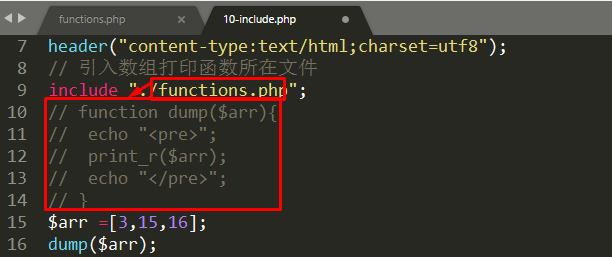 functions.php
10-include.php
7 header("content-type:text/html;charset=utf8");
8 // 引入数组打印函数所在文件
9 include "./functions.php";
10 // function dump($arr){
11 //  echo "<pre>";
12 //  print_r($arr);
13 //  echo "</pre>";
14 // }
15 $arr =[3,15,16];
16 dump($arr);